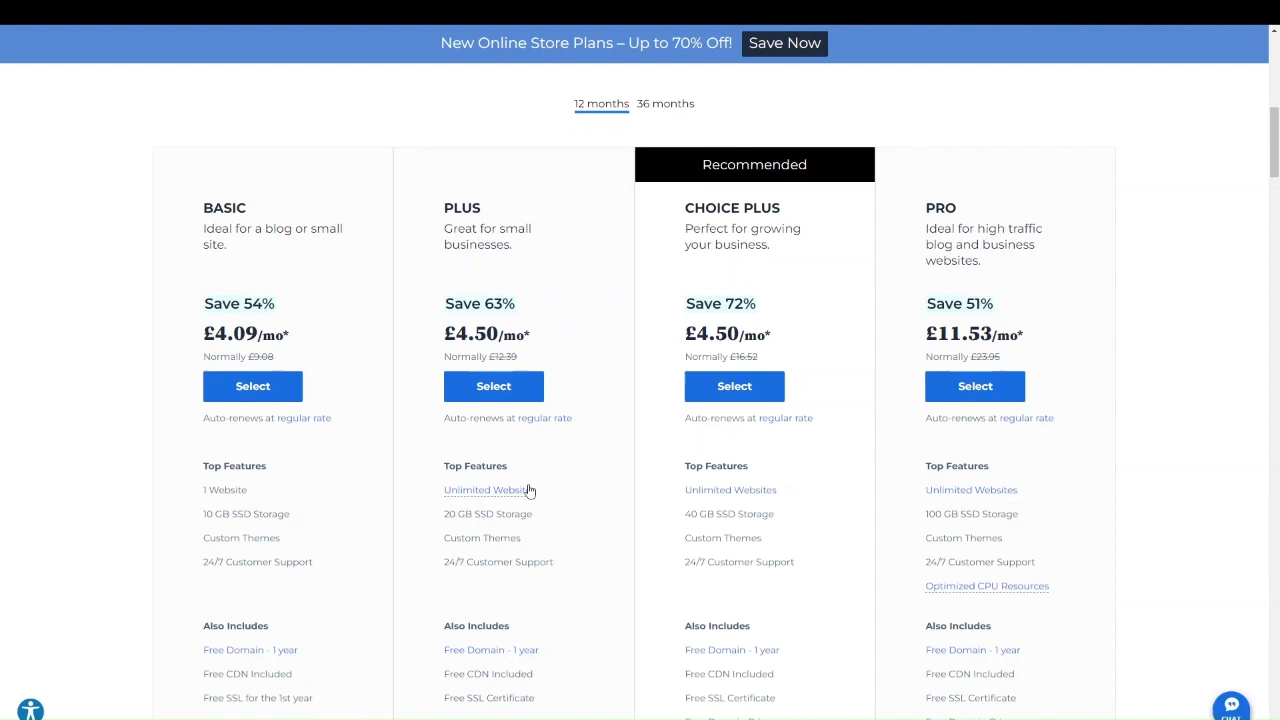 New Online Store Plans – Up to 70% Off! Save Now
12 months 36 months
Recommended
BASIC
Ideal for a blog or small
site.
Save 54%
£4.09/mo*
Normally £9.08
Select
Auto-renews at regular rate
Top Features
1 Website
10 GB SSD Storage
Custom Themes
24/7 Customer Support
Also Includes
Free Domain - 1 year
Free CDN Included
Free SSL for the 1st year
PLUS
Great for small
businesses.
Save 63%
£4.50/mo*
Normally £12.39
Select
Auto-renews at regular rate
Top Features
Unlimited Websit
20 GB SSD Storage
Custom Themes
24/7 Customer Support
Also Includes
Free Domain - 1 year
Free CDN Included
Free SSL Certificate
CHOICE PLUS
Perfect for growing
your business.
Save 72%
£4.50/mo*
Normally £16.52
Select
Auto-renews at regular rate
Top Features
Unlimited Websites
40 GB SSD Storage
Custom Themes
24/7 Customer Support
Also Includes
Free Domain - 1 year
Free CDN Included
Free SSL Certificate
PRO
Ideal for high traffic
blog and business
websites.
Save 51%
£11.53/mo*
Normally £23.95
Select
Auto-renews at regular rate
Top Features
Unlimited Websites
100 GB SSD Storage
Custom Themes
24/7 Customer Support
Optimized CPU Resources
Also Includes
Free Domain - 1 year
Free CDN Included
Free SSL Certificate
CHAT